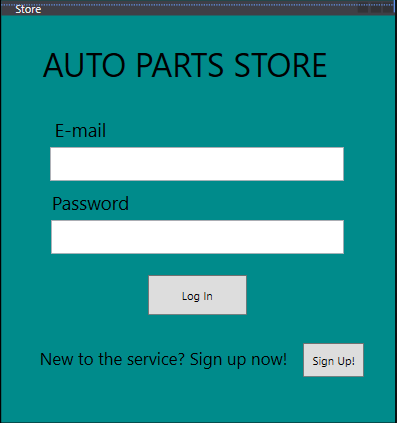 Store
AUTO PARTS STORE
E-mail
Password
Log In
New to the service? Sign up now!
Sign Up!